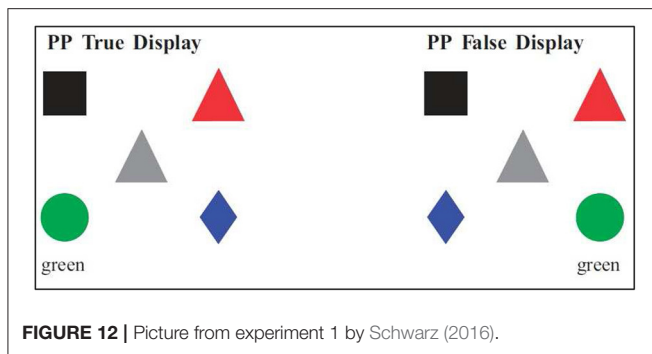 PP True Display
PP False Display
green
green
FIGURE 12 | Picture from experiment 1 by Schwarz (2016).